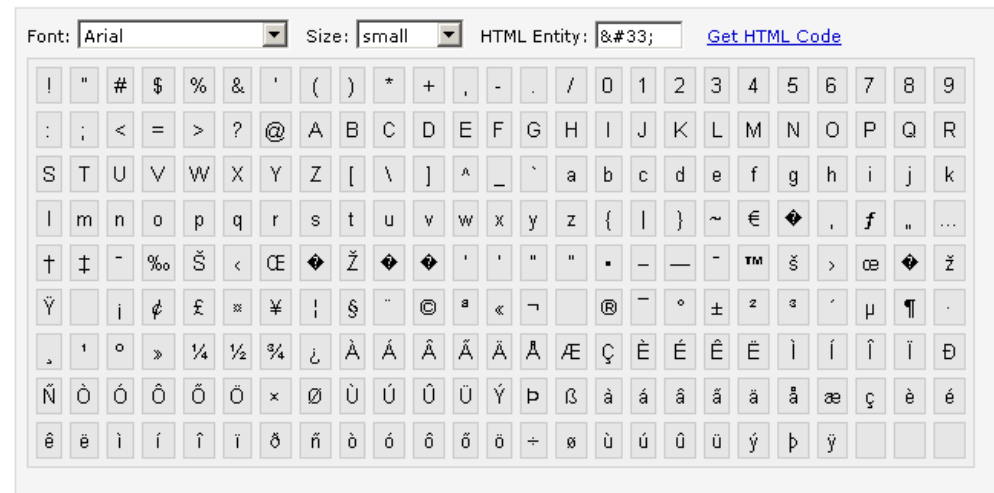 Font: Arial Size: small HTML Entity: &#33; Get HTML Code
! " # $ % & ' ( ) * + , - . / 0 1 2 3 4 5 6 7 8 9
: ; < = > ? @ A B C D E F G H I J K L M N O P Q R
S T U V W X Y Z [ \ ] ^ _ ` a b c d e f g h i j k
l m n o p q r s t u v w x y z { | } ~ € � ‚ ƒ „ …
† ‡ ˉ ‰ Š ‹ Œ � Ž � � ‘ ’ “ ” • – — ˜ ™ š › œ � ž
Ÿ ¡ ¢ £ ¤ ¥ ¦ § ¨ © ª « ¬ ® ¯ ° ± ² ³ ´ µ ¶ ·
¸ ¹ º » ¼ ½ ¾ ¿ À Á Â Ã Ä Å Æ Ç È É Ê Ë Ì Í Î Ï Ð
Ñ Ò Ó Ô Õ Ö × Ø Ù Ú Û Ü Ý Þ ß à á â ã ä å æ ç è é
ê ë ì í î ï ð ñ ò ó ô õ ö ÷ ø ù ú û ü ý þ ÿ